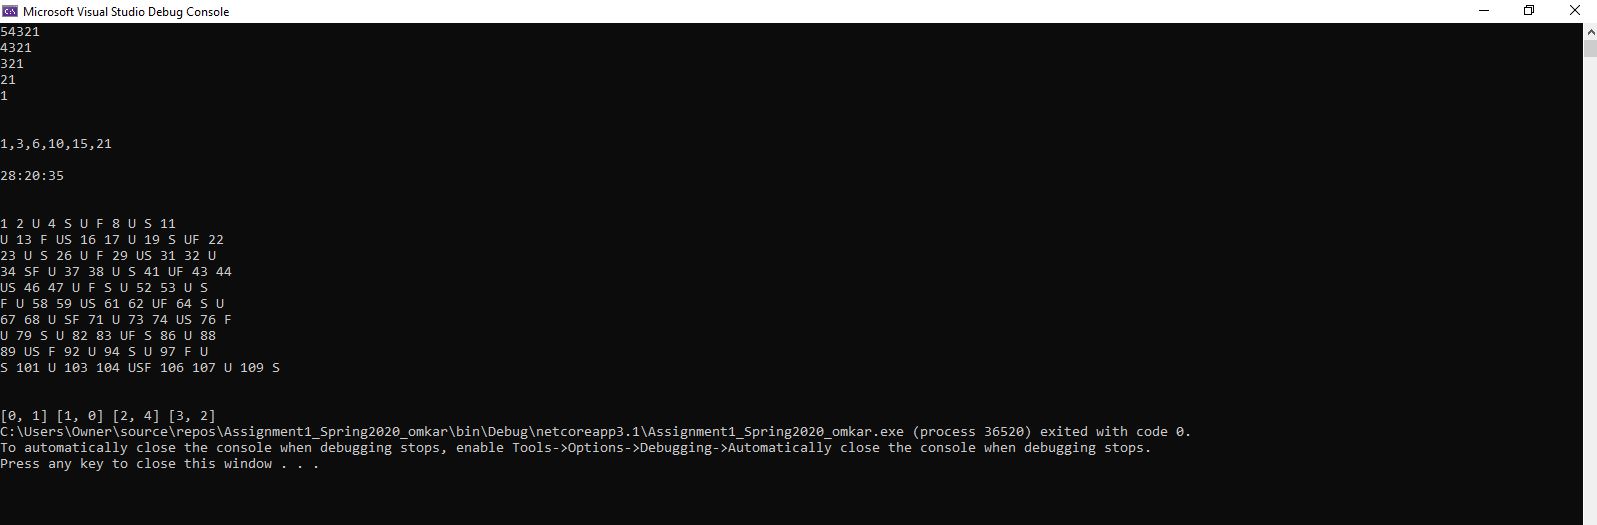 Microsoft Visual Studio Debug Console
54321
4321
321
21
1
1,3,6,10,15,21
28:20:35
1 2 U 4 S U F 8 U S 11
U 13 F US 16 17 U 19 S UF 22
23 U S 26 U F 29 US 31 32 U
34 SF U 37 38 U S 41 UF 43 44
US 46 47 U F S U 52 53 U S
F U 58 59 US 61 62 UF 64 S U
67 68 U SF 71 U 73 74 US 76 F
U 79 S U 82 83 UF S 86 U 88
89 US F 92 U 94 S U 97 F U
S 101 U 103 104 USF 106 107 U 109 S
[0, 1] [1, 0] [2, 4] [3, 2]
C:\Users\Owner\source\repos\Assignment1_Spring2020_omkar\bin\Debug\netcoreapp3.1\Assignment1_Spring2020_omkar.exe (process 36520) exited with code 0.
To automatically close the console when debugging stops, enable Tools->Options->Debugging->Automatically close the console when debugging stops.
Press any key to close this window . . .